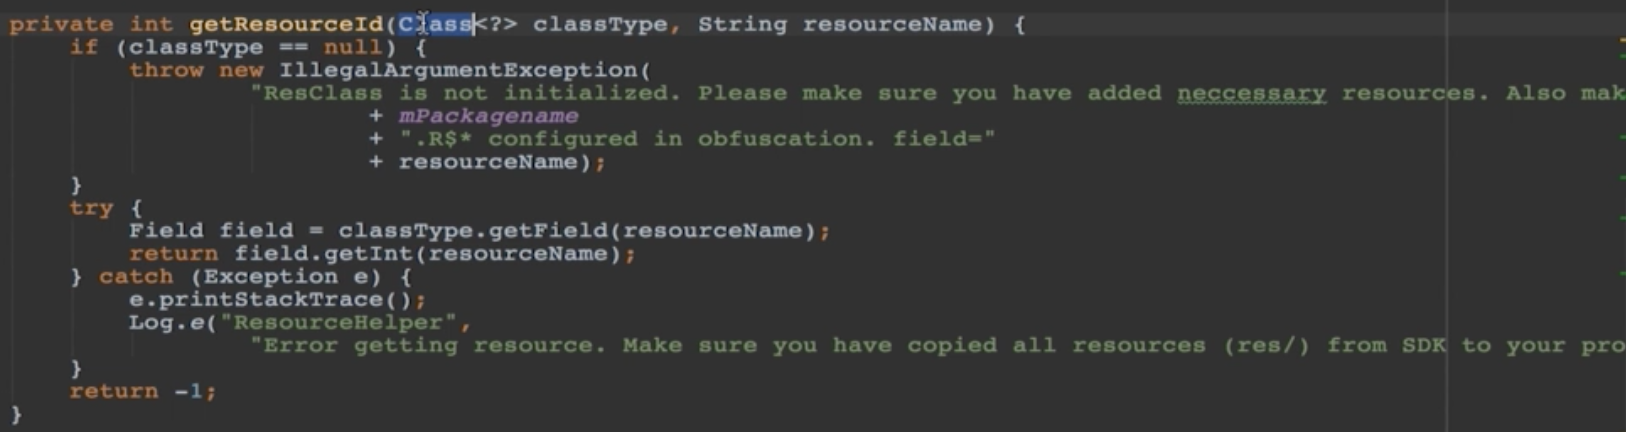 private int getResourceId(Class<?> classType, String resourceName) {
if (classType == null) {
throw new IllegalArgumentException(
"ResClass is not initialized. Please make sure you have added neccessary resources. Also mak
+ mPackagename
+ ".R$* configured in obfuscation. field="
+ resourceName);
}
try {
Field field = classType.getField(resourceName);
return field.getInt(resourceName);
} catch (Exception e) {
e.printStackTrace();
Log.e("ResourceHelper",
"Error getting resource. Make sure you have copied all resources (res/) from SDK to your pro
}
return -1;
}